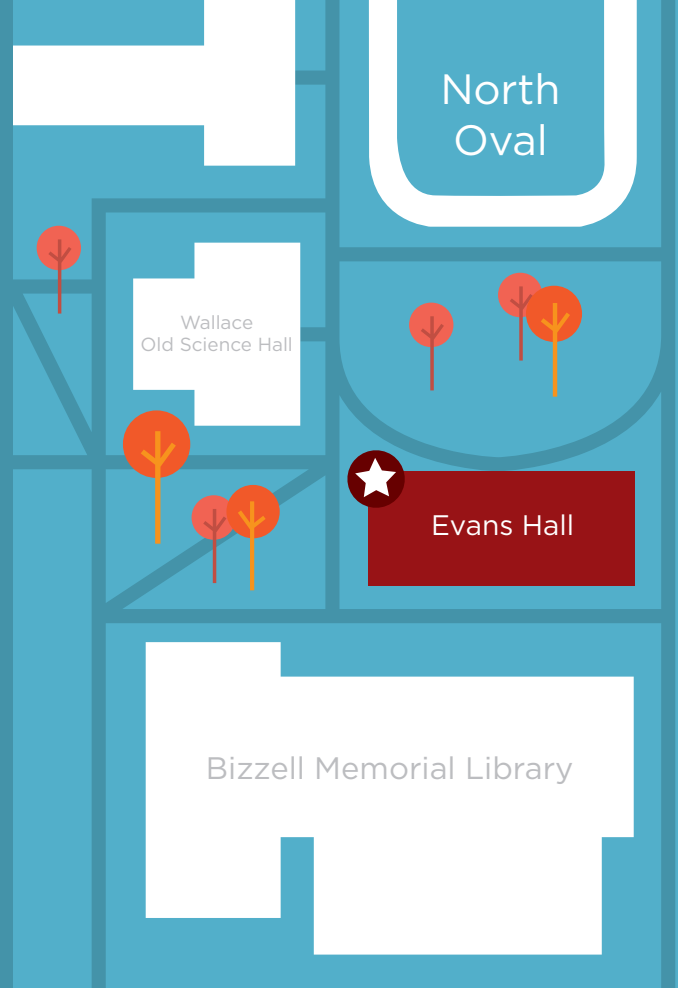 North
Oval
Wallace
Old Science Hall
Evans Hall
Bizzell Memorial Library